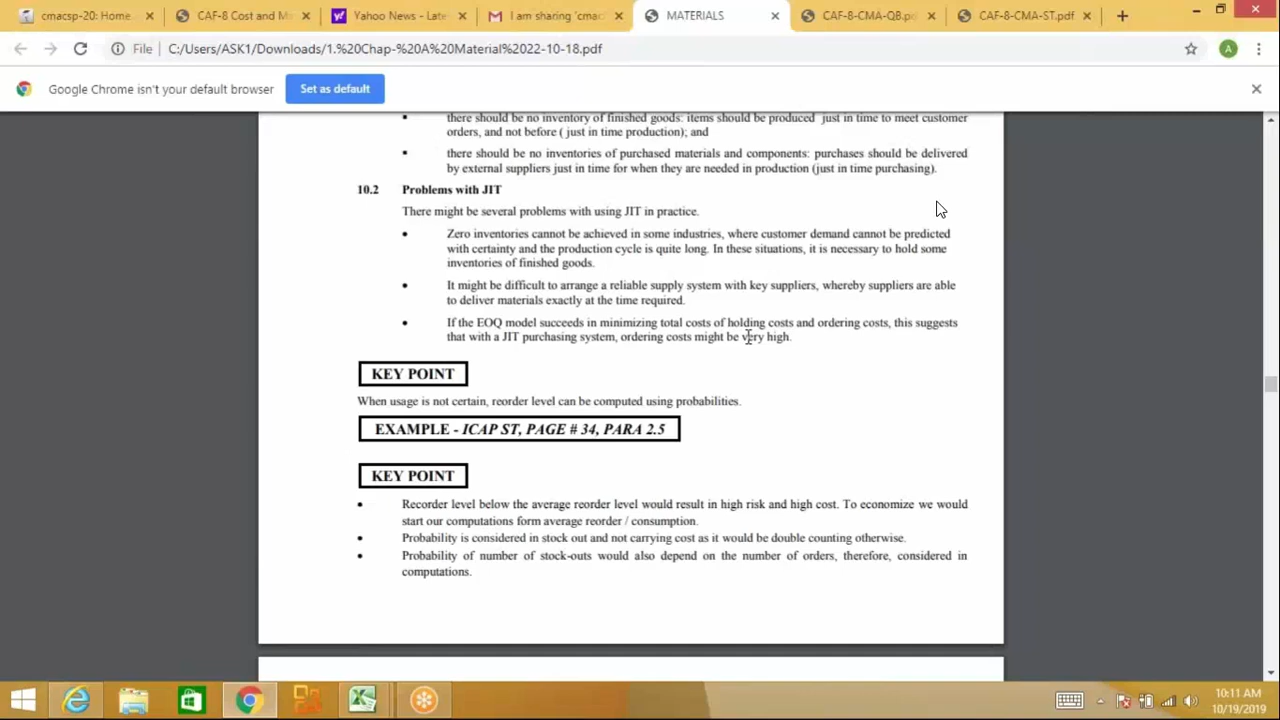 cmacsp-20: Home
CAF-8 Cost and M
Yahoo News - Late
I am sharing 'cmac
MATERIALS
CAF-8-CMA-QB.p
CAF-8-CMA-ST.pdf
File
C:/Users/ASK1/Downloads/1.%20Chap-%20A%20Material%2022-10-18.pdf
A
Google Chrome isn't your default browser
Set as default
• there should be no inventory of finished goods: items should be produced just in time to meet customer
orders, and not before ( just in time production); and
• there should be no inventories of purchased materials and components: purchases should be delivered
by external suppliers just in time for when they are needed in production (just in time purchasing).
10.2 Problems with JIT
There might be several problems with using JIT in practice.
• Zero inventories cannot be achieved in some industries, where customer demand cannot be predicted
with certainty and the production cycle is quite long. In these situations, it is necessary to hold some
inventories of finished goods.
• It might be difficult to arrange a reliable supply system with key suppliers, whereby suppliers are able
to deliver materials exactly at the time required.
• If the EOQ model succeeds in minimizing total costs of holding costs and ordering costs, this suggests
that with a JIT purchasing system, ordering costs might be very high.
KEY POINT
When usage is not certain, reorder level can be computed using probabilities.
EXAMPLE - ICAP ST, PAGE # 34, PARA 2.5
KEY POINT
• Recorder level below the average reorder level would result in high risk and high cost. To economize we would
start our computations form average reorder / consumption.
• Probability is considered in stock out and not carrying cost as it would be double counting otherwise.
• Probability of number of stock-outs would also depend on the number of orders, therefore, considered in
computations.
10:11 AM
10/19/2019